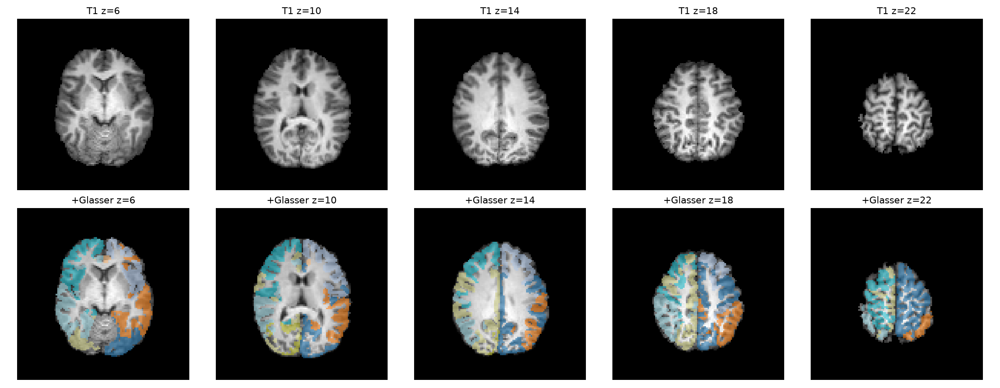 T1 z=6
T1 z=10
T1 z=14
T1 z=18
T1 z=22
+Glasser z=6
+Glasser z=10
+Glasser z=14
+Glasser z=18
+Glasser z=22